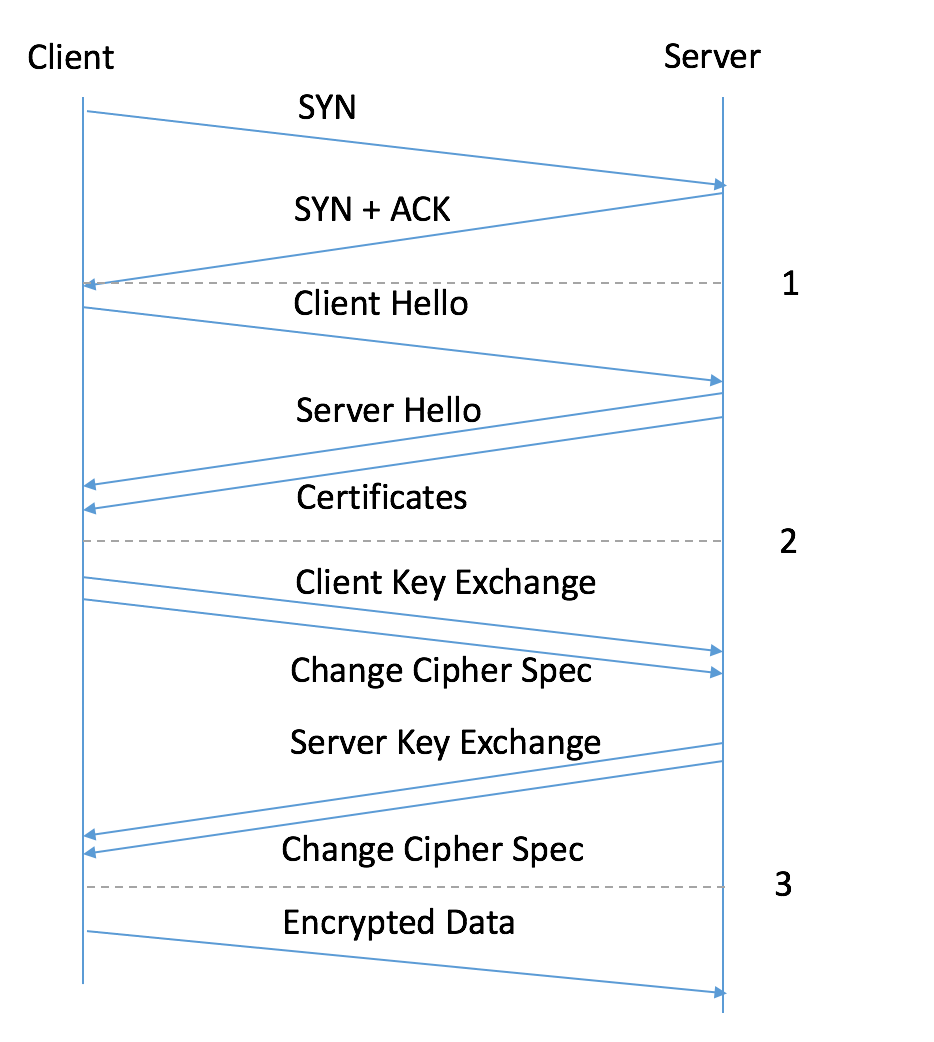 Client
Server
SYN
SYN + ACK
1
Client Hello
Server Hello
Certificates
2
Client Key Exchange
Change Cipher Spec
Server Key Exchange
Change Cipher Spec
3
Encrypted Data